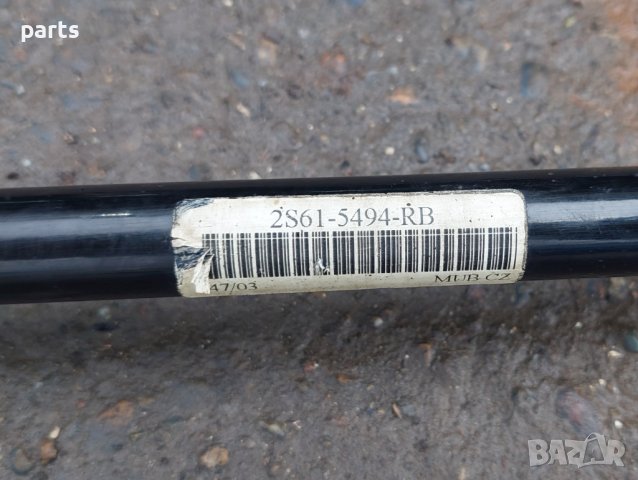 parts
2S61-5494-RB
47/03 MUB-CZ
BAZAR